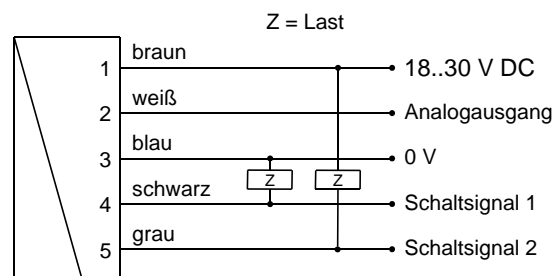 Z = Last
1 braun 18..30 V DC
2 weiß Analogausgang
3 blau 0 V
Z Z
4 schwarz Schaltsignal 1
5 grau Schaltsignal 2